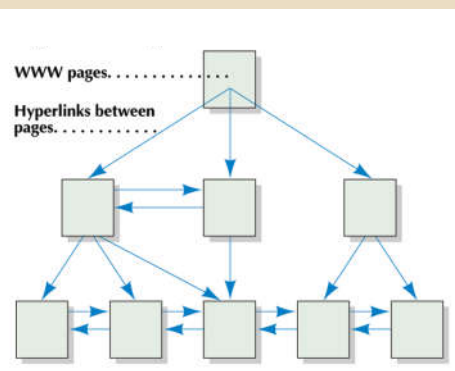 WWW pages. . . . . . . . . . . . . .
Hyperlinks between
pages. . . . . . . . . . . .